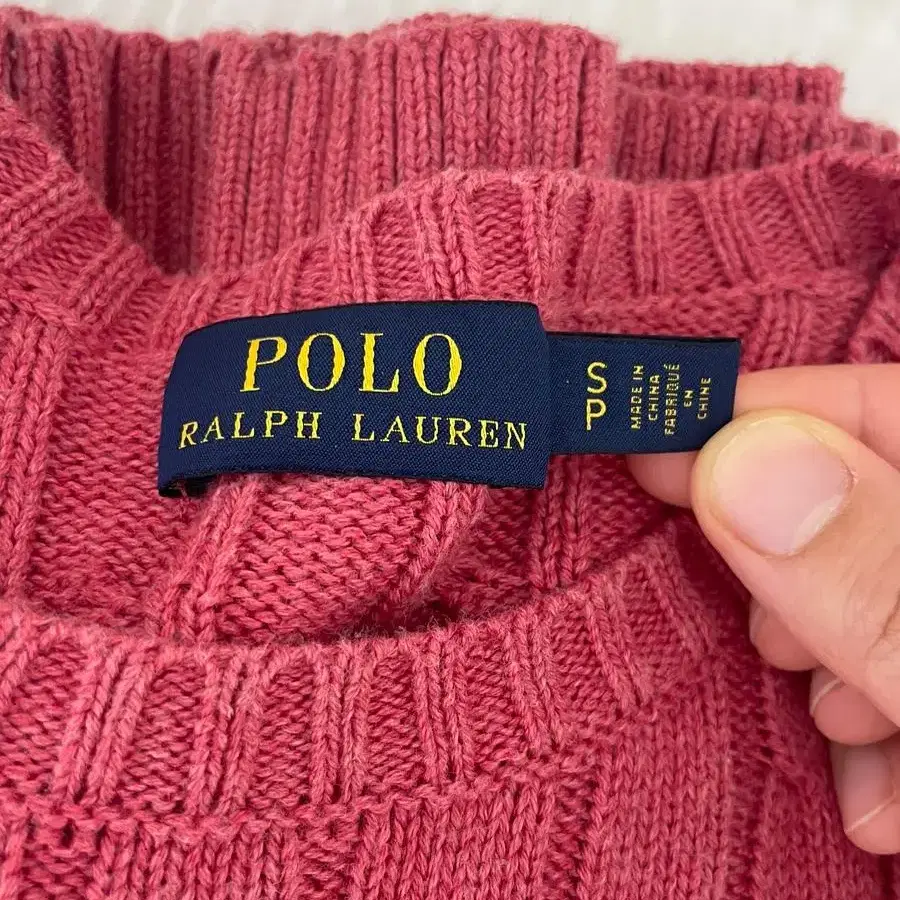 POLO
RALPH LAUREN
S
P
MADE IN
CHINA
FABRIQUÉ
EN
CHINE